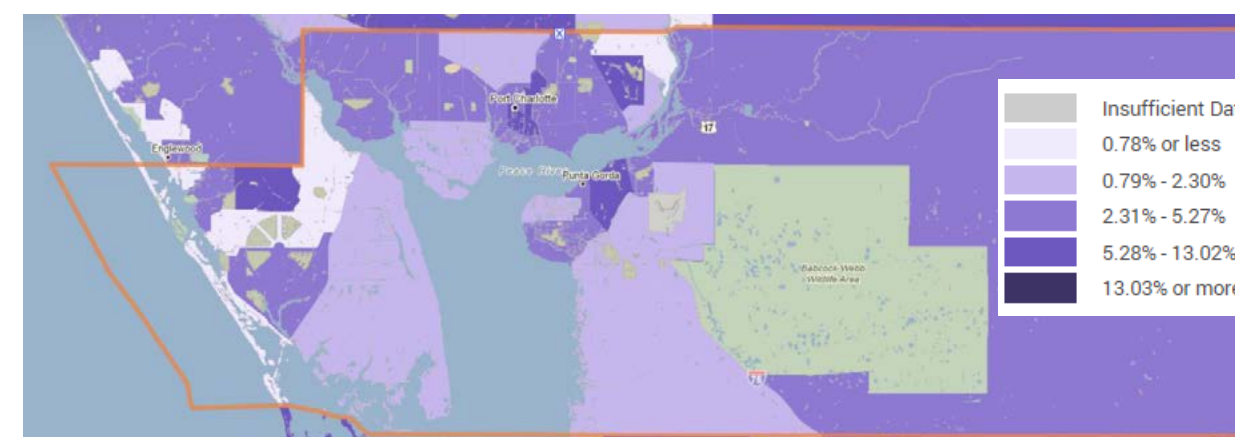 Port Charlotte
17
Englewood
Peace River
Punta Gorda
Babcock Webb
Wildlife Area
75
Insufficient Dat
0.78% or less
0.79% - 2.30%
2.31% - 5.27%
5.28% - 13.02%
13.03% or more